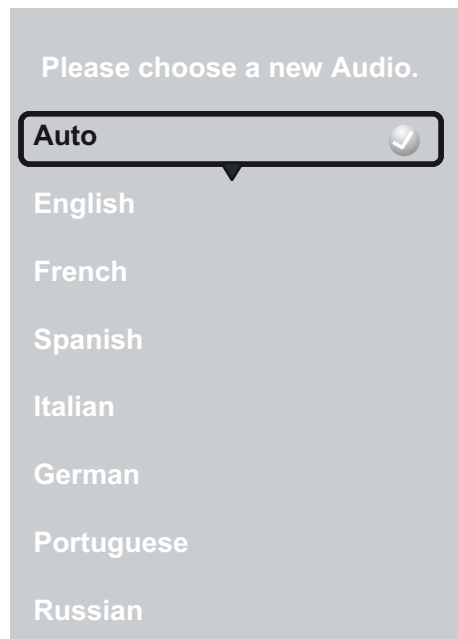 Please choose a new Audio.
Auto
English
French
Spanish
Italian
German
Portuguese
Russian